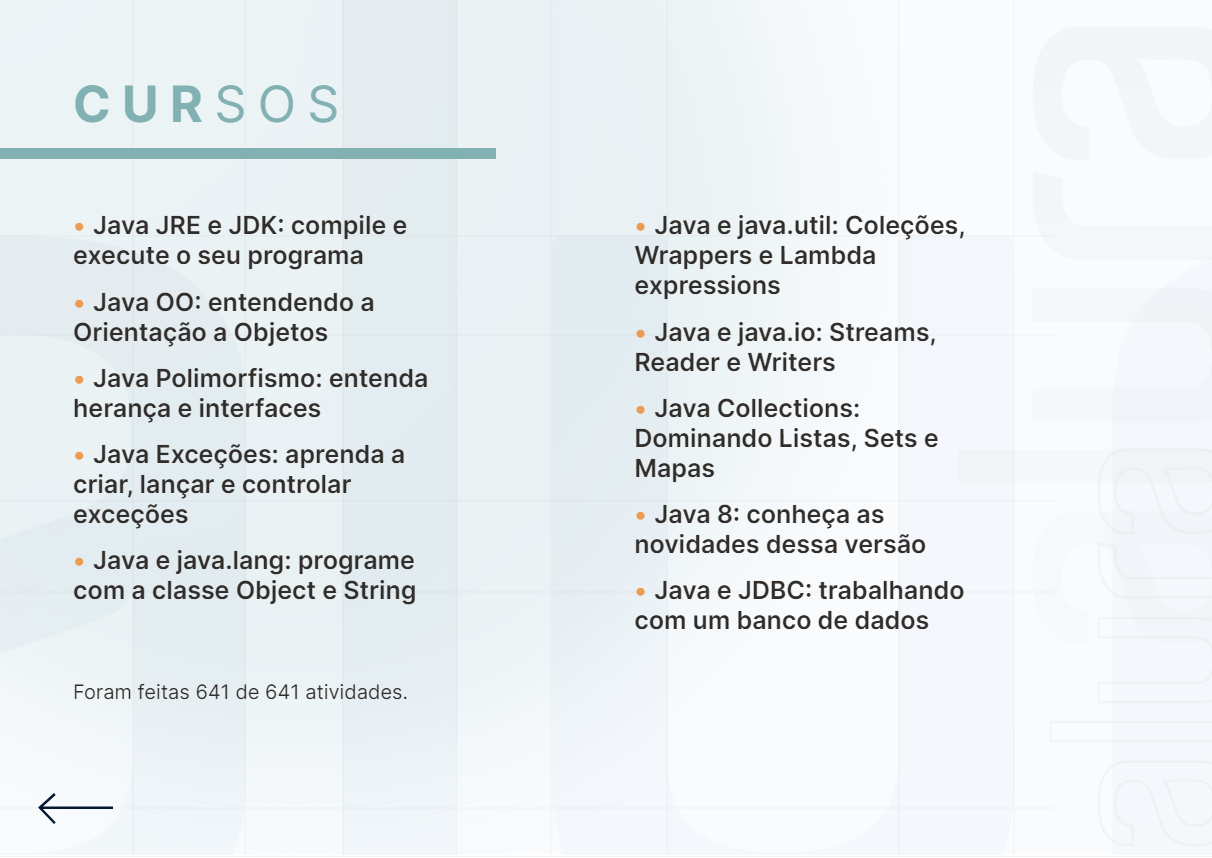 CURSOS
• Java JRE e JDK: compile e
execute o seu programa
• Java OO: entendendo a
Orientação a Objetos
• Java Polimorfismo: entenda
herança e interfaces
• Java Exceções: aprenda a
criar, lançar e controlar
exceções
• Java e java.lang: programe
com a classe Object e String
• Java e java.util: Coleções,
Wrappers e Lambda
expressions
• Java e java.io: Streams,
Reader e Writers
• Java Collections:
Dominando Listas, Sets e
Mapas
• Java 8: conheça as
novidades dessa versão
• Java e JDBC: trabalhando
com um banco de dados
Foram feitas 641 de 641 atividades.
alura
alura